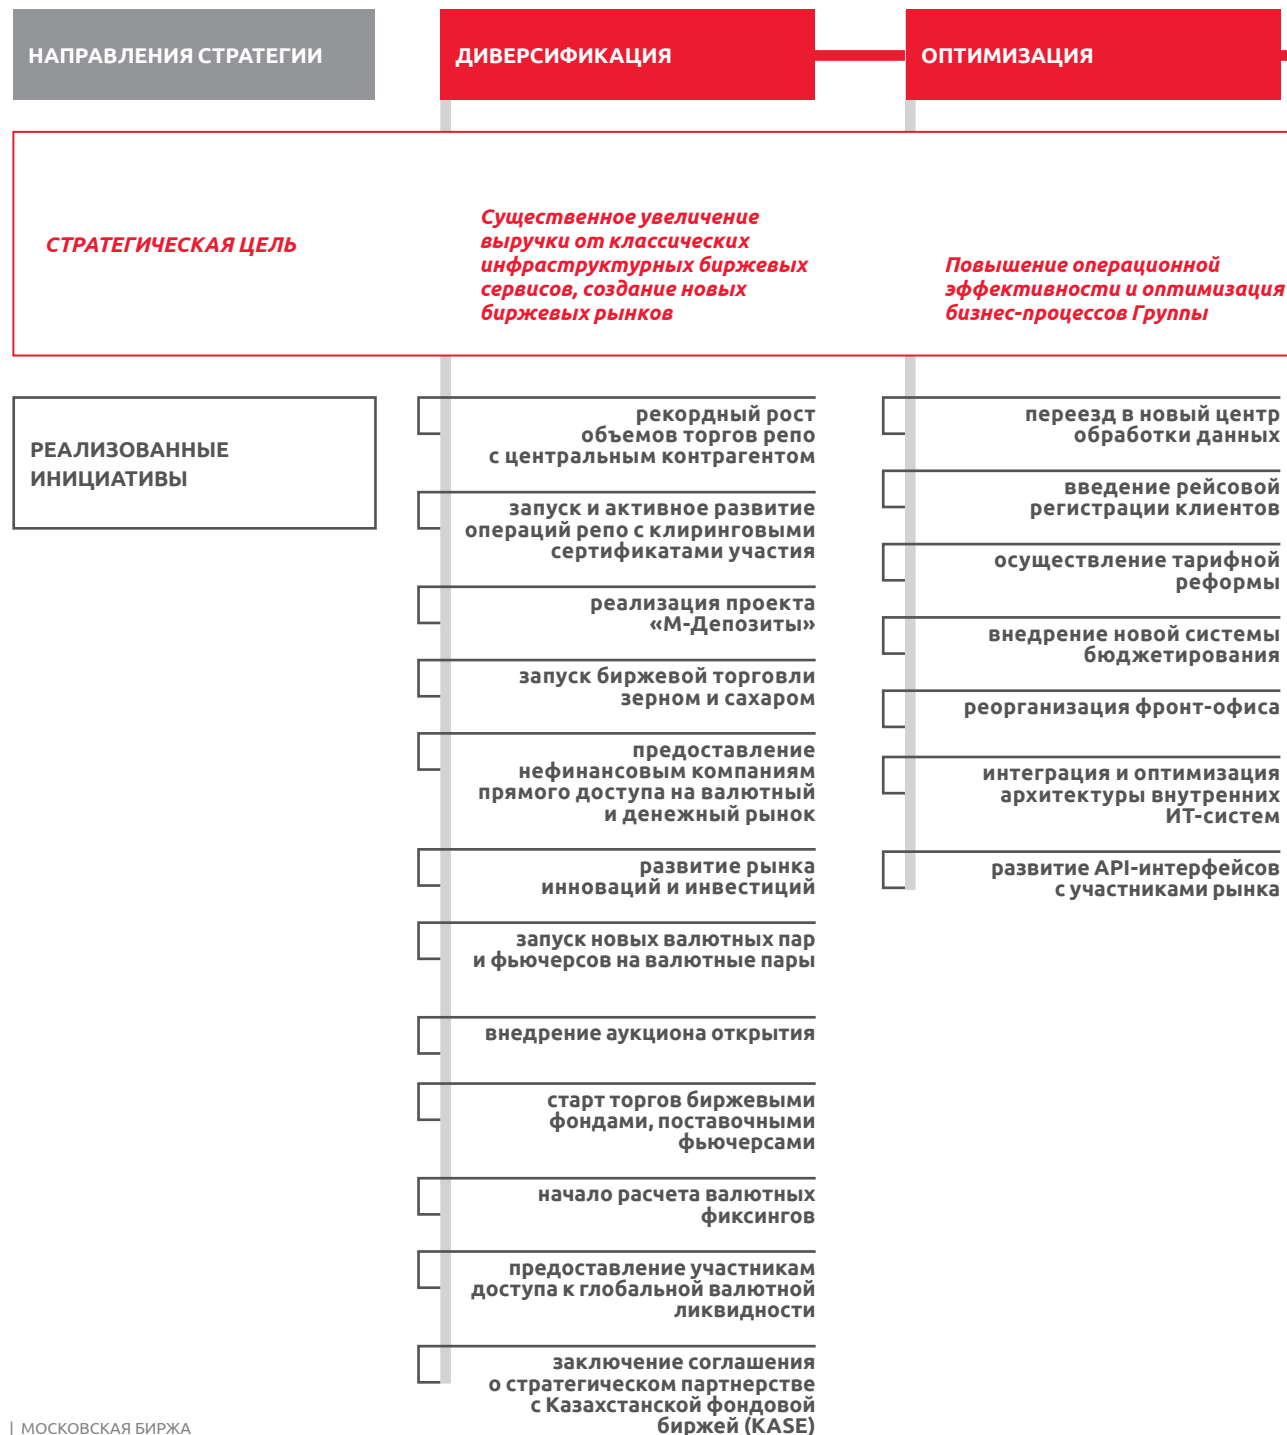 НАПРАВЛЕНИЯ СТРАТЕГИИ
ДИВЕРСИФИКАЦИЯ
ОПТИМИЗАЦИЯ
СТРАТЕГИЧЕСКАЯ ЦЕЛЬ
Существенное увеличение
выручки от классических
инфраструктурных биржевых
сервисов, создание новых
биржевых рынков
Повышение операционной
эффективности и оптимизация
бизнес-процессов Группы
РЕАЛИЗОВАННЫЕ
ИНИЦИАТИВЫ
рекордный рост
объемов торгов репо
с центральным контрагентом
запуск и активное развитие
операций репо с клиринговыми
сертификатами участия
реализация проекта
«М-Депозиты»
запуск биржевой торговли
зерном и сахаром
предоставление
нефинансовым компаниям
прямого доступа на валютный
и денежный рынок
развитие рынка
инноваций и инвестиций
запуск новых валютных пар
и фьючерсов на валютные пары
внедрение аукциона открытия
старт торгов биржевыми
фондами, поставочными
фьючерсами
начало расчета валютных
фиксингов
предоставление участникам
доступа к глобальной валютной
ликвидности
заключение соглашения
о стратегическом партнерстве
с Казахстанской фондовой
биржей (KASE)
переезд в новый центр
обработки данных
введение рейсовой
регистрации клиентов
осуществление тарифной
реформы
внедрение новой системы
бюджетирования
реорганизация фронт-офиса
интеграция и оптимизация
архитектуры внутренних
ИТ-систем
развитие API-интерфейсов
с участниками рынка
| МОСКОВСКАЯ БИРЖА